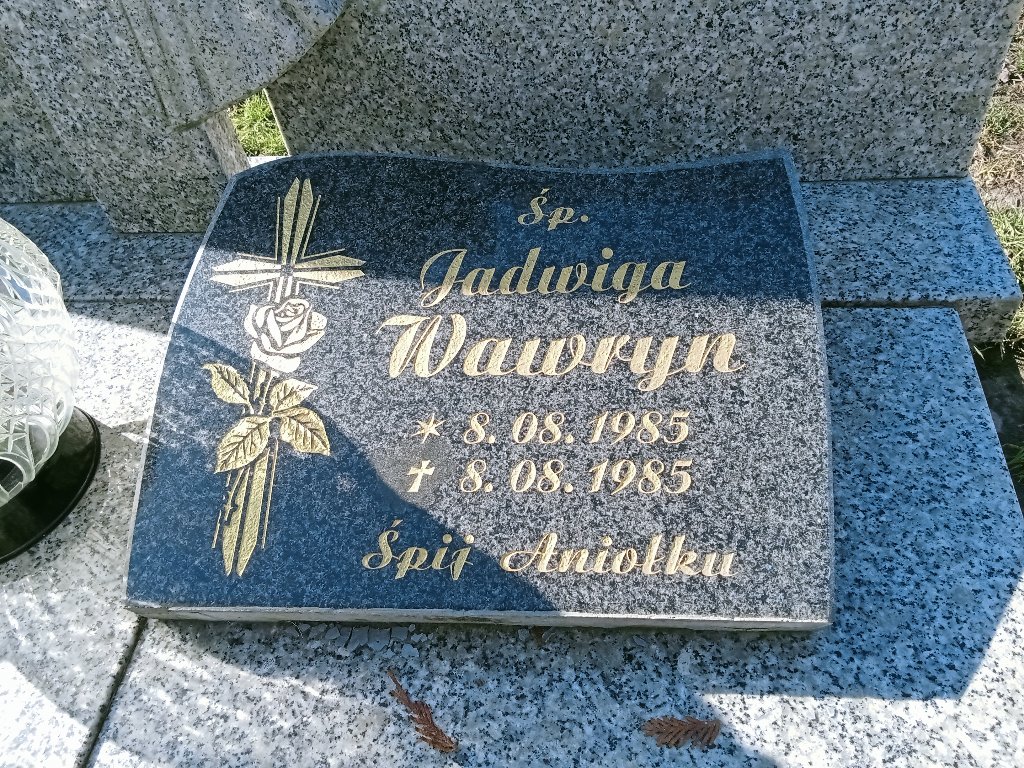 Śp.
Jadwiga
Wawryn
* 8. 08. 1985
✝ 8. 08. 1985
Śpij Aniołku